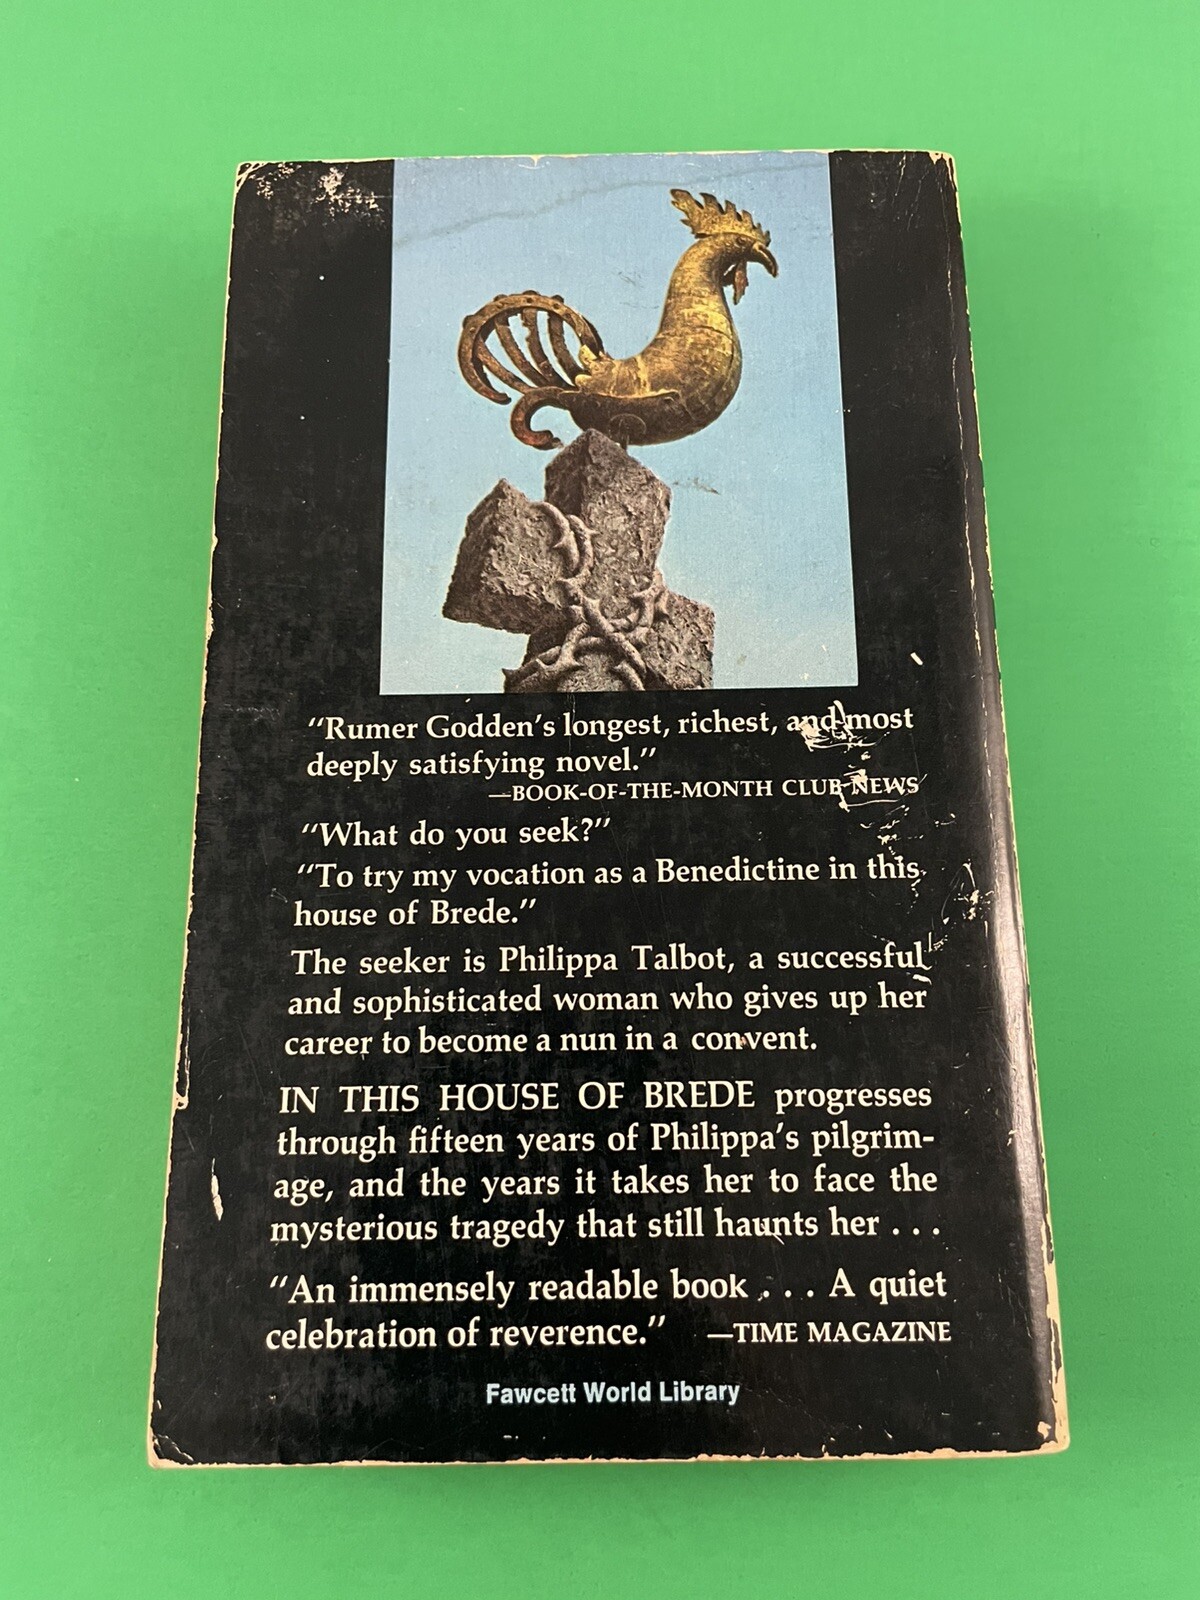 “Rumer Godden's longest, richest, and most
deeply satisfying novel.”
—BOOK-OF-THE-MONTH CLUB NEWS
“What do you seek?”
“To try my vocation as a Benedictine in this
house of Brede.”
The seeker is Philippa Talbot, a successful
and sophisticated woman who gives up her
career to become a nun in a convent.
IN THIS HOUSE OF BREDE progresses
through fifteen years of Philippa's pilgrim-
age, and the years it takes her to face the
mysterious tragedy that still haunts her . . .
“An immensely readable book . . . A quiet
celebration of reverence.” —TIME MAGAZINE
Fawcett World Library